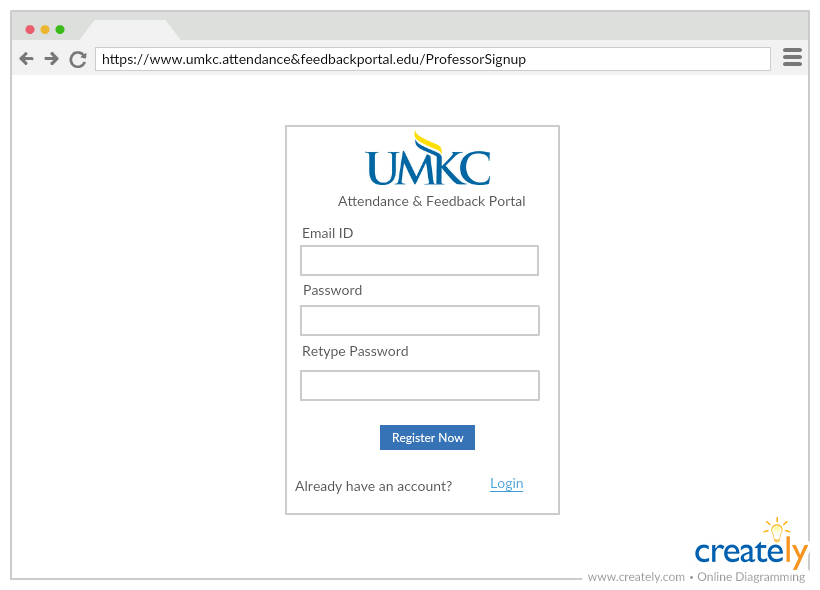 https://www.umkc.attendance&feedbackportal.edu/ProfessorSignup
UMKC
Attendance & Feedback Portal
Email ID
Password
Retype Password
Register Now
Already have an account? Login
creately
www.creately.com • Online Diagramming